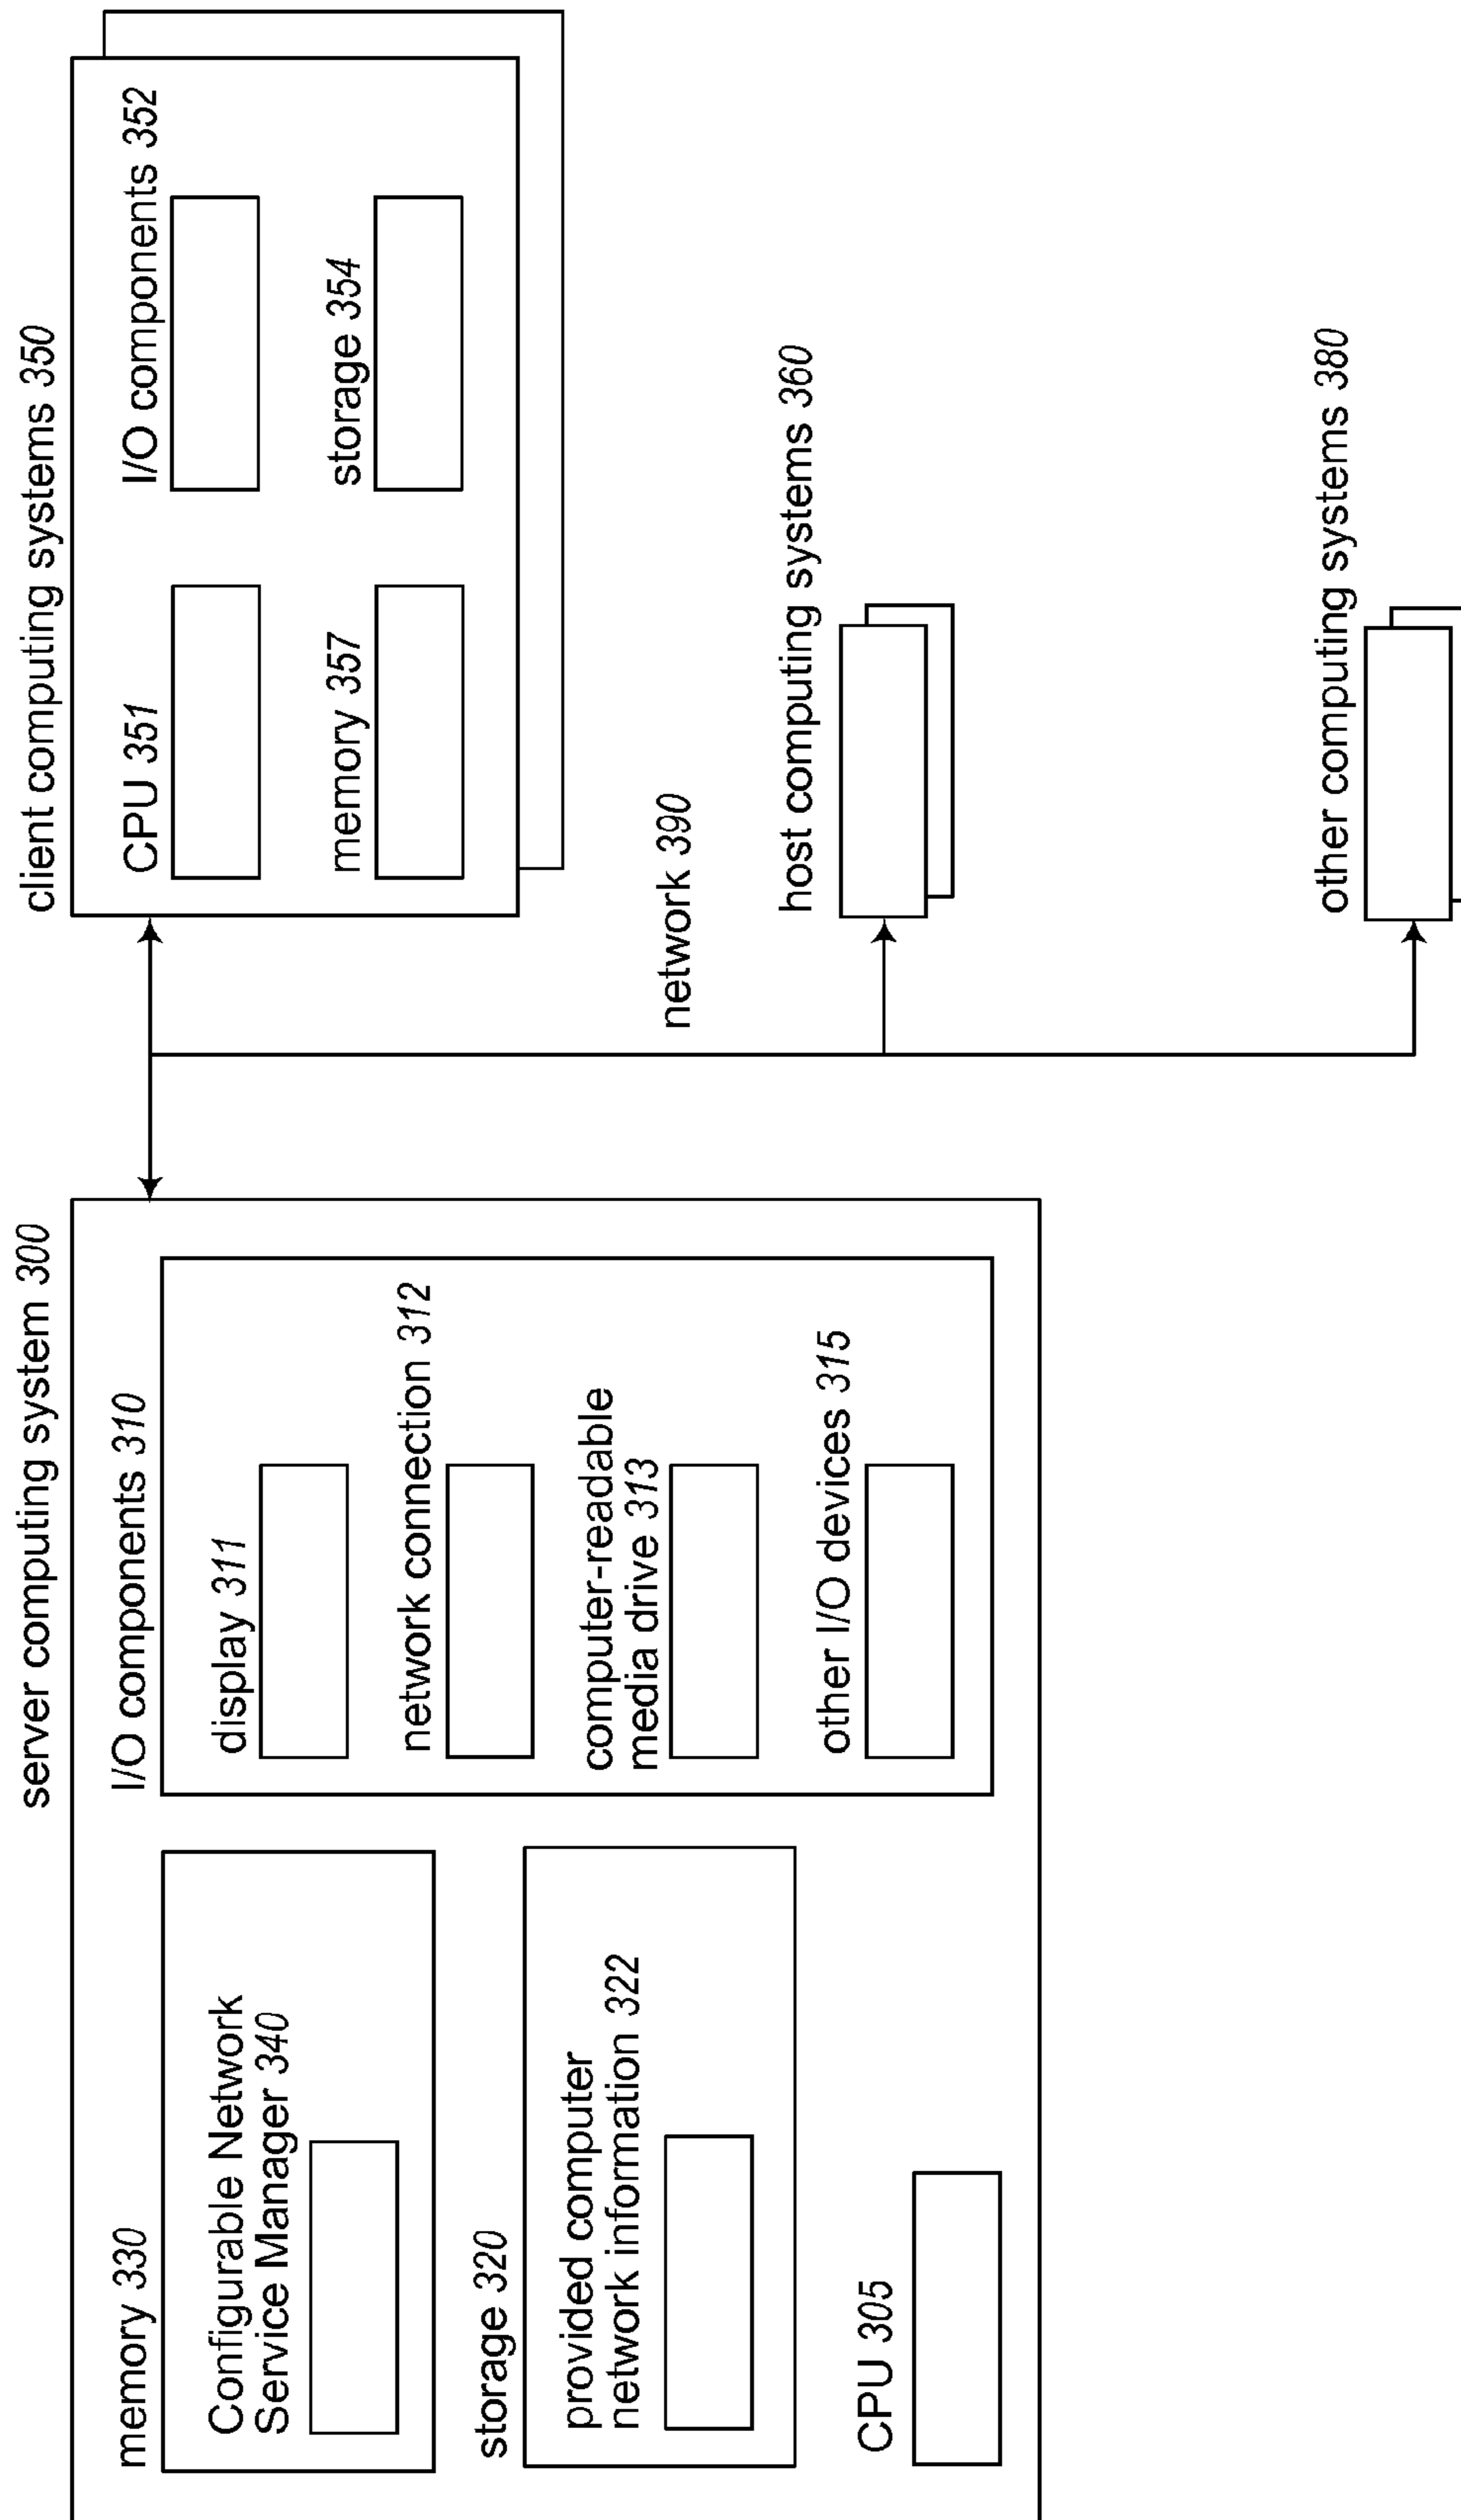 server computing system 300
memory 330
Configurable Network
Service Manager 340
storage 320
provided computer
network information 322
CPU 305
I/O components 310
display 311
network connection 312
computer-readable
media drive 313
other I/O devices 315
client computing systems 350
CPU 351
I/O components 352
memory 357
storage 354
network 390
host computing systems 360
other computing systems 380